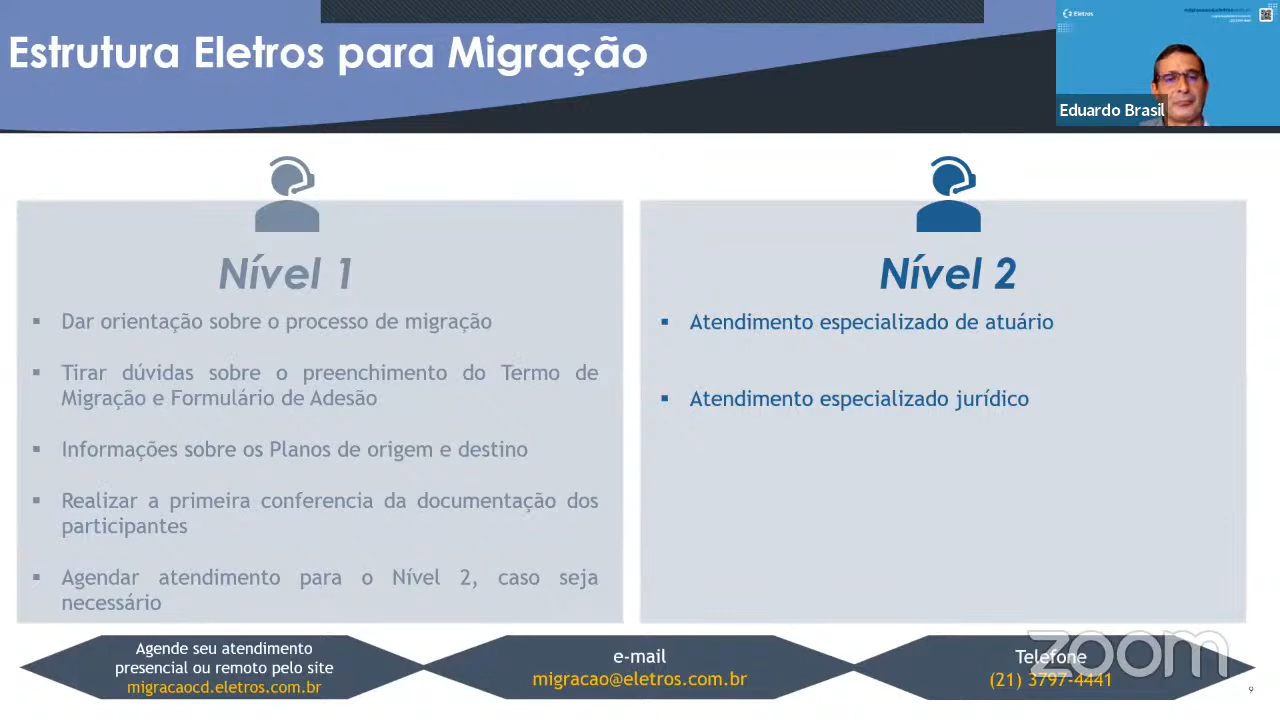 Estrutura Eletros para Migração
Eletros
Eduardo Brasil
Nível 1
▪ Dar orientação sobre o processo de migração
▪ Tirar dúvidas sobre o preenchimento do Termo de
Migração e Formulário de Adesão
▪ Informações sobre os Planos de origem e destino
▪ Realizar a primeira conferencia da documentação dos
participantes
▪ Agendar atendimento para o Nível 2, caso seja
necessário
Nível 2
▪ Atendimento especializado de atuário
▪ Atendimento especializado jurídico
Agende seu atendimento
presencial ou remoto pelo site
migracaocd.eletros.com.br
e-mail
migracao@eletros.com.br
Telefone
(21) 3797-4441
zoom
9